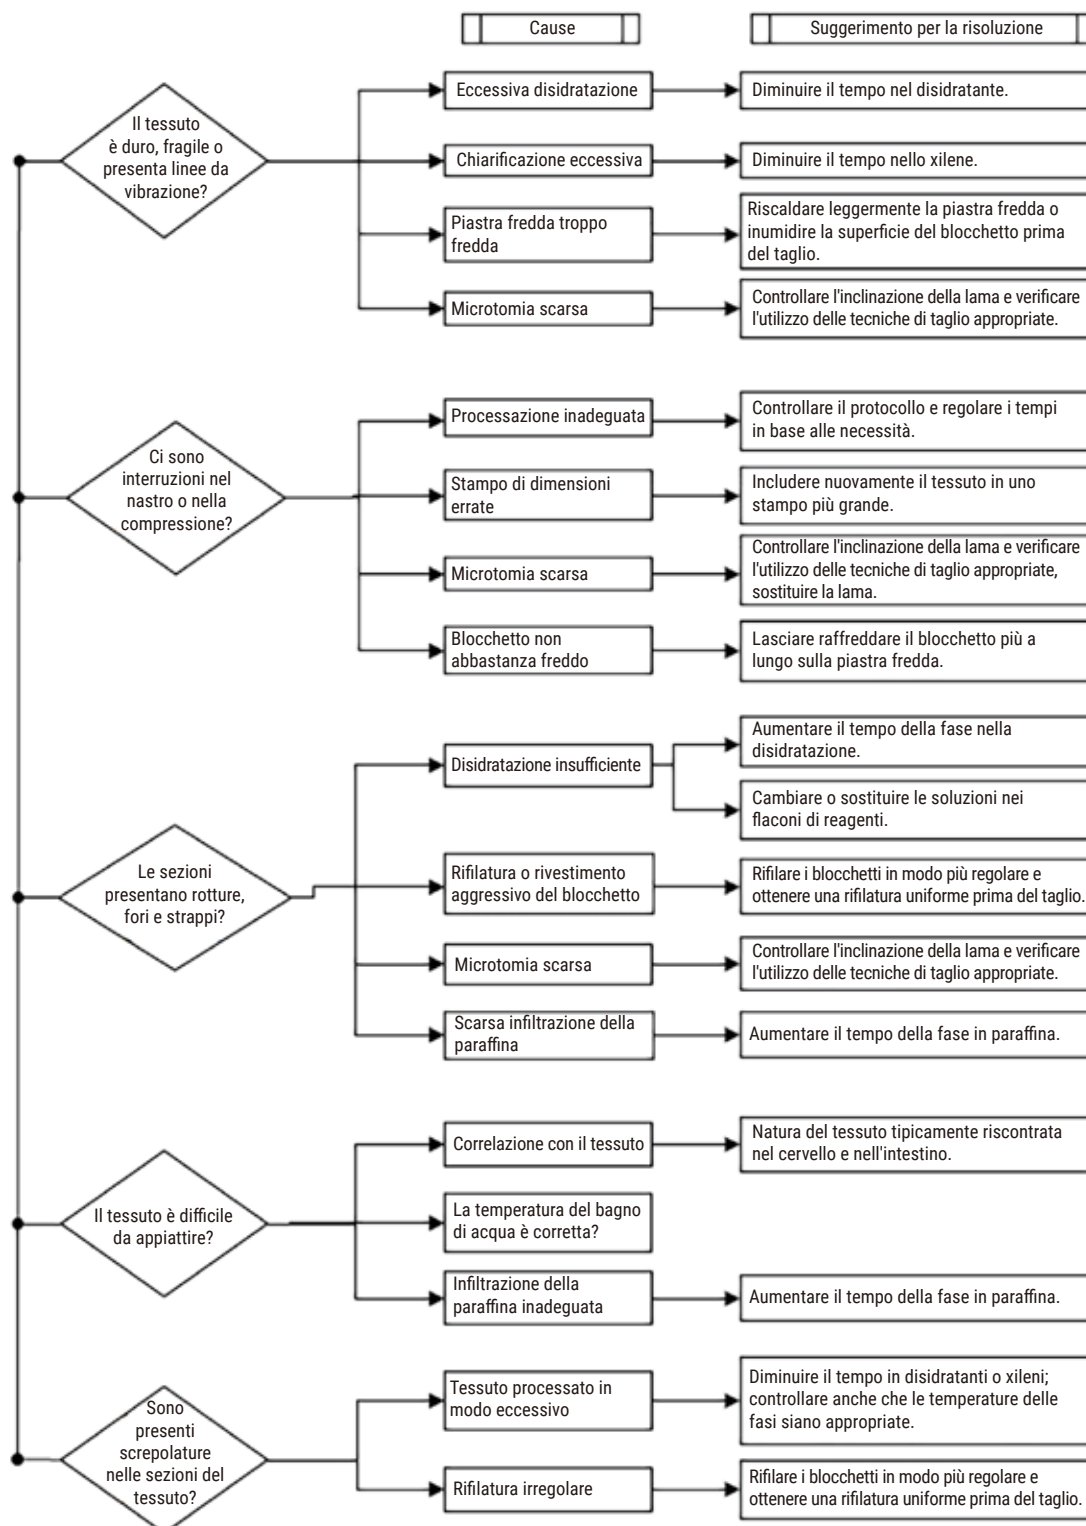 Cause
Suggerimento per la risoluzione
Il tessuto
è duro, fragile o
presenta linee da
vibrazione?
Eccessiva disidratazione
Diminuire il tempo nel disidratante.
Chiarificazione eccessiva
Diminuire il tempo nello xilene.
Piastra fredda troppo
fredda
Riscaldare leggermente la piastra fredda o
inumidire la superficie del blocchetto prima
del taglio.
Microtomia scarsa
Controllare l'inclinazione della lama e verificare
l'utilizzo delle tecniche di taglio appropriate.
Ci sono
interruzioni nel
nastro o nella
compressione?
Processazione inadeguata
Controllare il protocollo e regolare i tempi
in base alle necessità.
Stampo di dimensioni
errate
Includere nuovamente il tessuto in uno
stampo più grande.
Microtomia scarsa
Controllare l'inclinazione della lama e verificare
l'utilizzo delle tecniche di taglio appropriate,
sostituire la lama.
Blocchetto non
abbastanza freddo
Lasciare raffreddare il blocchetto più a
lungo sulla piastra fredda.
Le sezioni
presentano rotture,
fori e strappi?
Disidratazione insufficiente
Aumentare il tempo della fase nella
disidratazione.
Cambiare o sostituire le soluzioni nei
flaconi di reagenti.
Rifilatura o rivestimento
aggressivo del blocchetto
Rifilare i blocchetti in modo più regolare e
ottenere una rifilatura uniforme prima del taglio.
Microtomia scarsa
Controllare l'inclinazione della lama e verificare
l'utilizzo delle tecniche di taglio appropriate.
Scarsa infiltrazione della
paraffina
Aumentare il tempo della fase in paraffina.
Il tessuto è difficile
da appiattire?
Correlazione con il tessuto
Natura del tessuto tipicamente riscontrata
nel cervello e nell'intestino.
La temperatura del bagno
di acqua è corretta?
Infiltrazione della
paraffina inadeguata
Aumentare il tempo della fase in paraffina.
Sono
presenti
screpolature
nelle sezioni del
tessuto?
Tessuto processato in
modo eccessivo
Diminuire il tempo in disidratanti o xileni;
controllare anche che le temperature delle
fasi siano appropriate.
Rifilatura irregolare
Rifilare i blocchetti in modo più regolare e
ottenere una rifilatura uniforme prima del taglio.